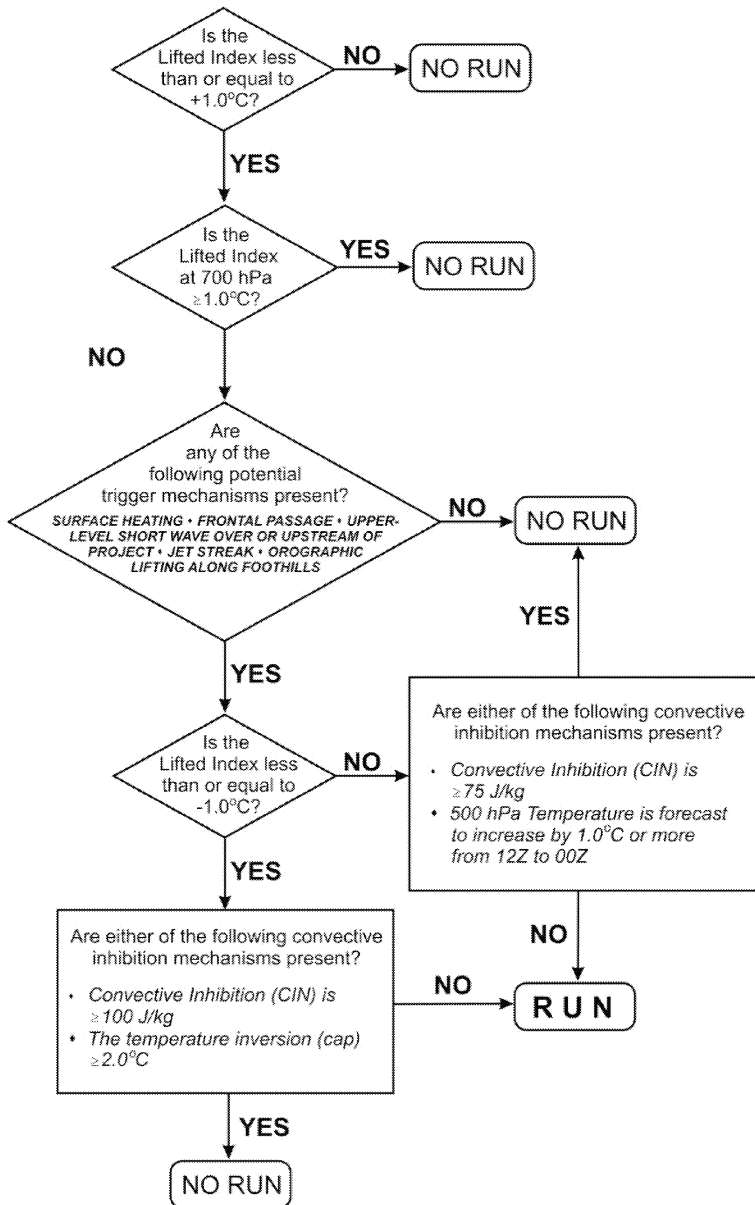 Is the
Lifted Index less
than or equal to
+1.0°C?
NO
NO RUN
YES
Is the
Lifted Index
at 700 hPa
≥1.0°C?
YES
NO RUN
NO
Are
any of the
following potential
trigger mechanisms present?
SURFACE HEATING • FRONTAL PASSAGE • UPPER-
LEVEL SHORT WAVE OVER OR UPSTREAM OF
PROJECT • JET STREAK • OROGRAPHIC
LIFTING ALONG FOOTHILLS
NO
NO RUN
YES
YES
Is the
Lifted Index less
than or equal to
-1.0°C?
NO
Are either of the following convective
inhibition mechanisms present?
• Convective Inhibition (CIN) is
≥75 J/kg
• 500 hPa Temperature is forecast
to increase by 1.0°C or more
from 12Z to 00Z
YES
NO
Are either of the following convective
inhibition mechanisms present?
• Convective Inhibition (CIN) is
≥100 J/kg
• The temperature inversion (cap)
≥2.0°C
NO
RUN
YES
NO RUN